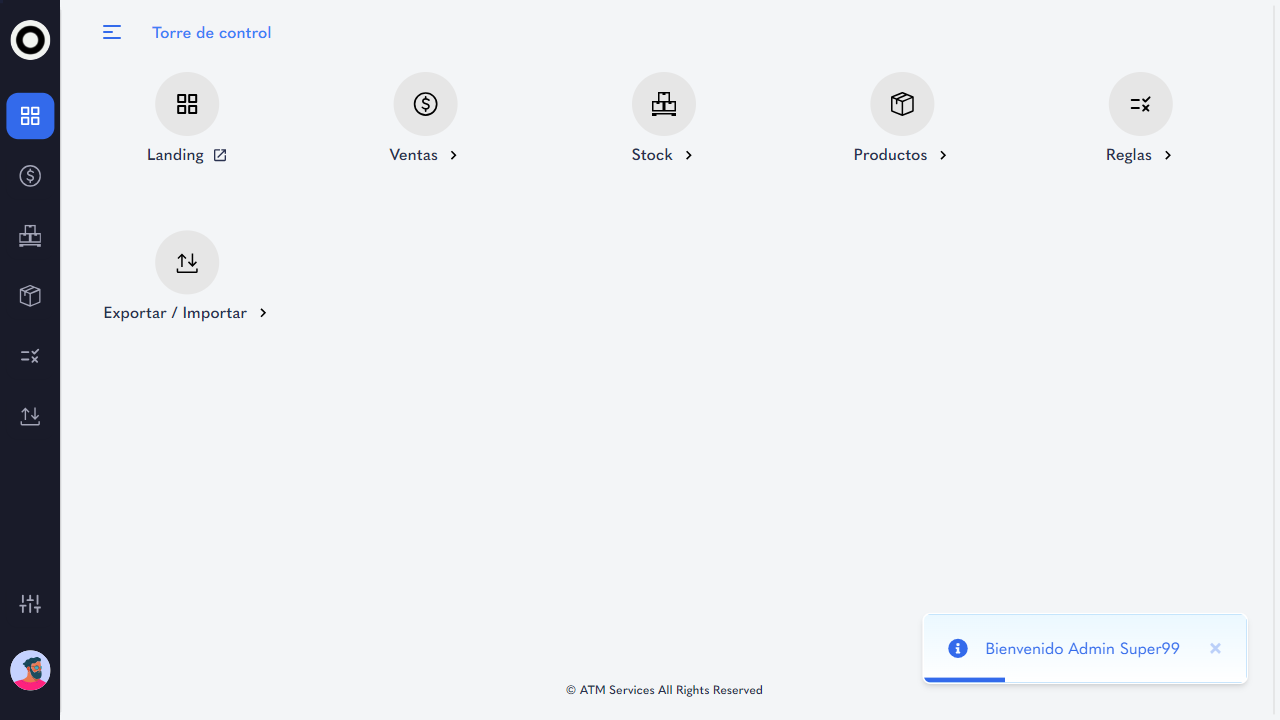 Torre de control
Landing
Ventas
Stock
Productos
Reglas
Exportar / Importar
Bienvenido Admin Super99
© ATM Services All Rights Reserved